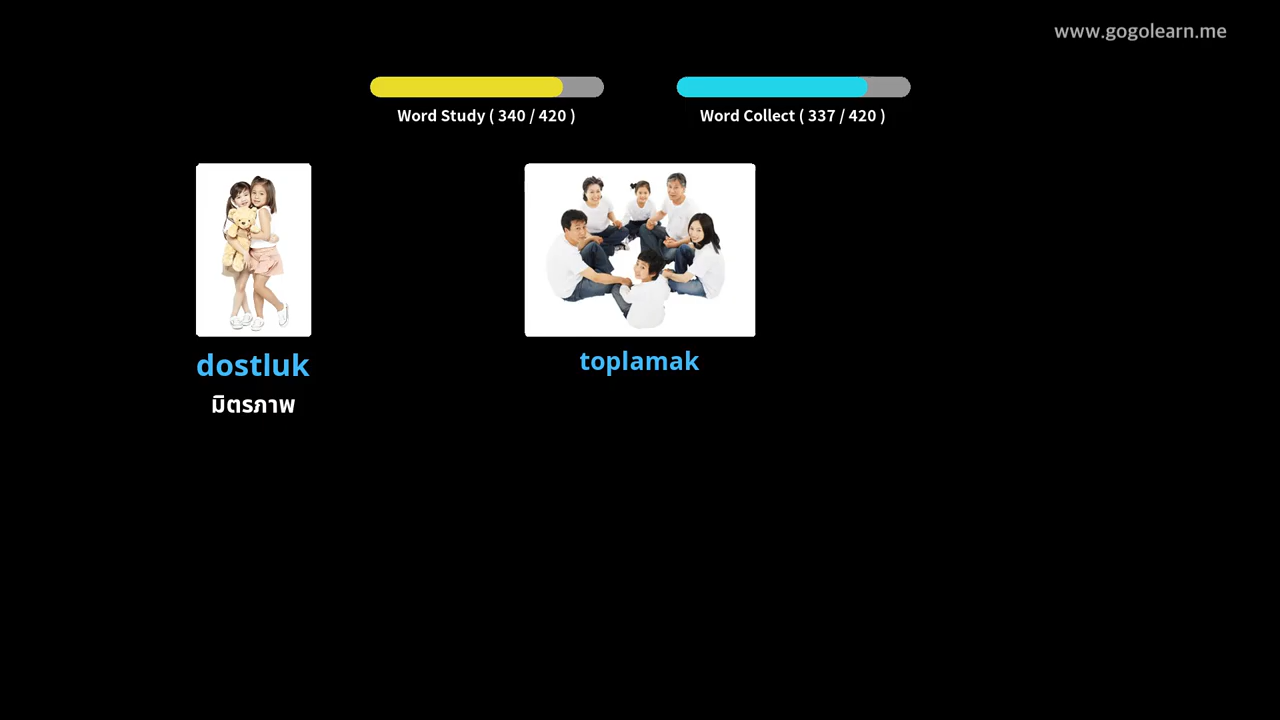 www.gogolearn.me
Word Study ( 340 / 420 )
Word Collect ( 337 / 420 )
dostluk
มิตรภาพ
toplamak